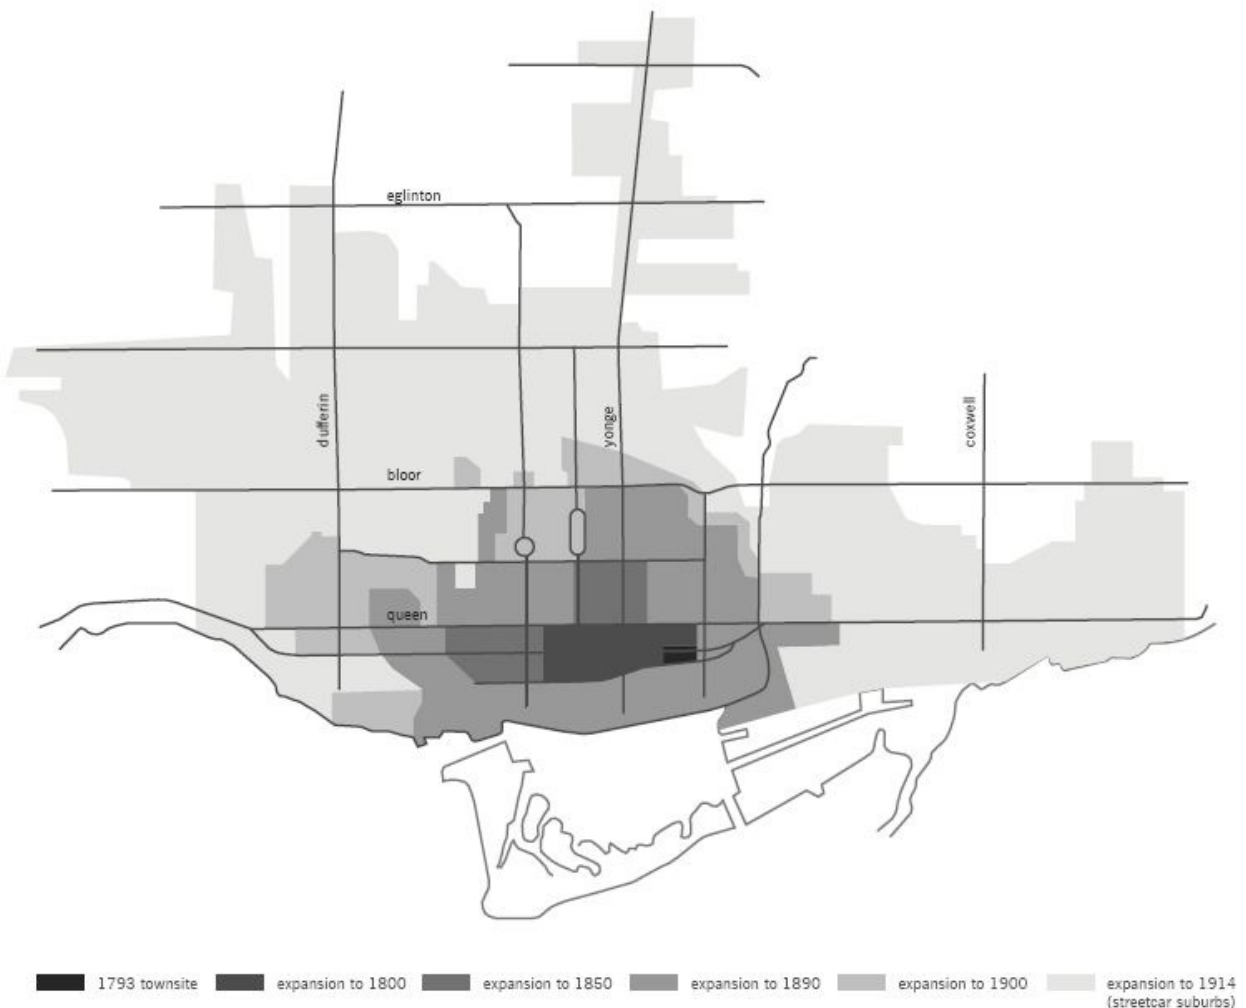 eglinton
dufferin
yonge
coxwell
bloor
queen
1793 townsite
expansion to 1800
expansion to 1850
expansion to 1890
expansion to 1900
expansion to 1914
(streetcar suburbs)